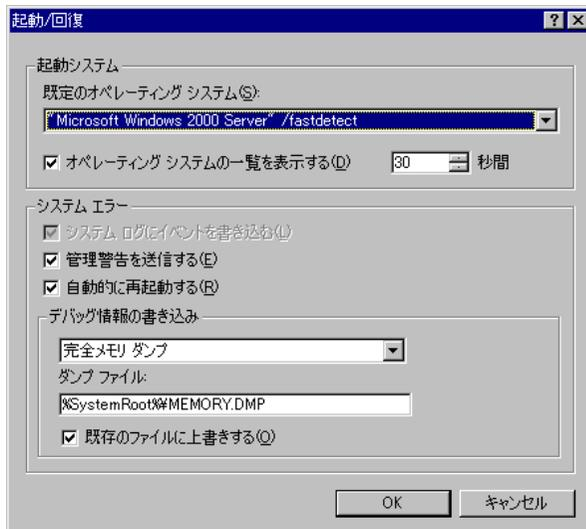 起動/回復
起動システム
既定のオペレーティング システム(S):
"Microsoft Windows 2000 Server" /fastdetect
オペレーティング システムの一覧を表示する(D) 30 秒間
システム エラー
システム ログにイベントを書き込む(L)
管理警告を送信する(E)
自動的に再起動する(R)
デバッグ情報の書き込み
完全メモリ ダンプ
ダンプ ファイル:
%SystemRoot%¥MEMORY.DMP
既存のファイルに上書きする(O)
OK キャンセル